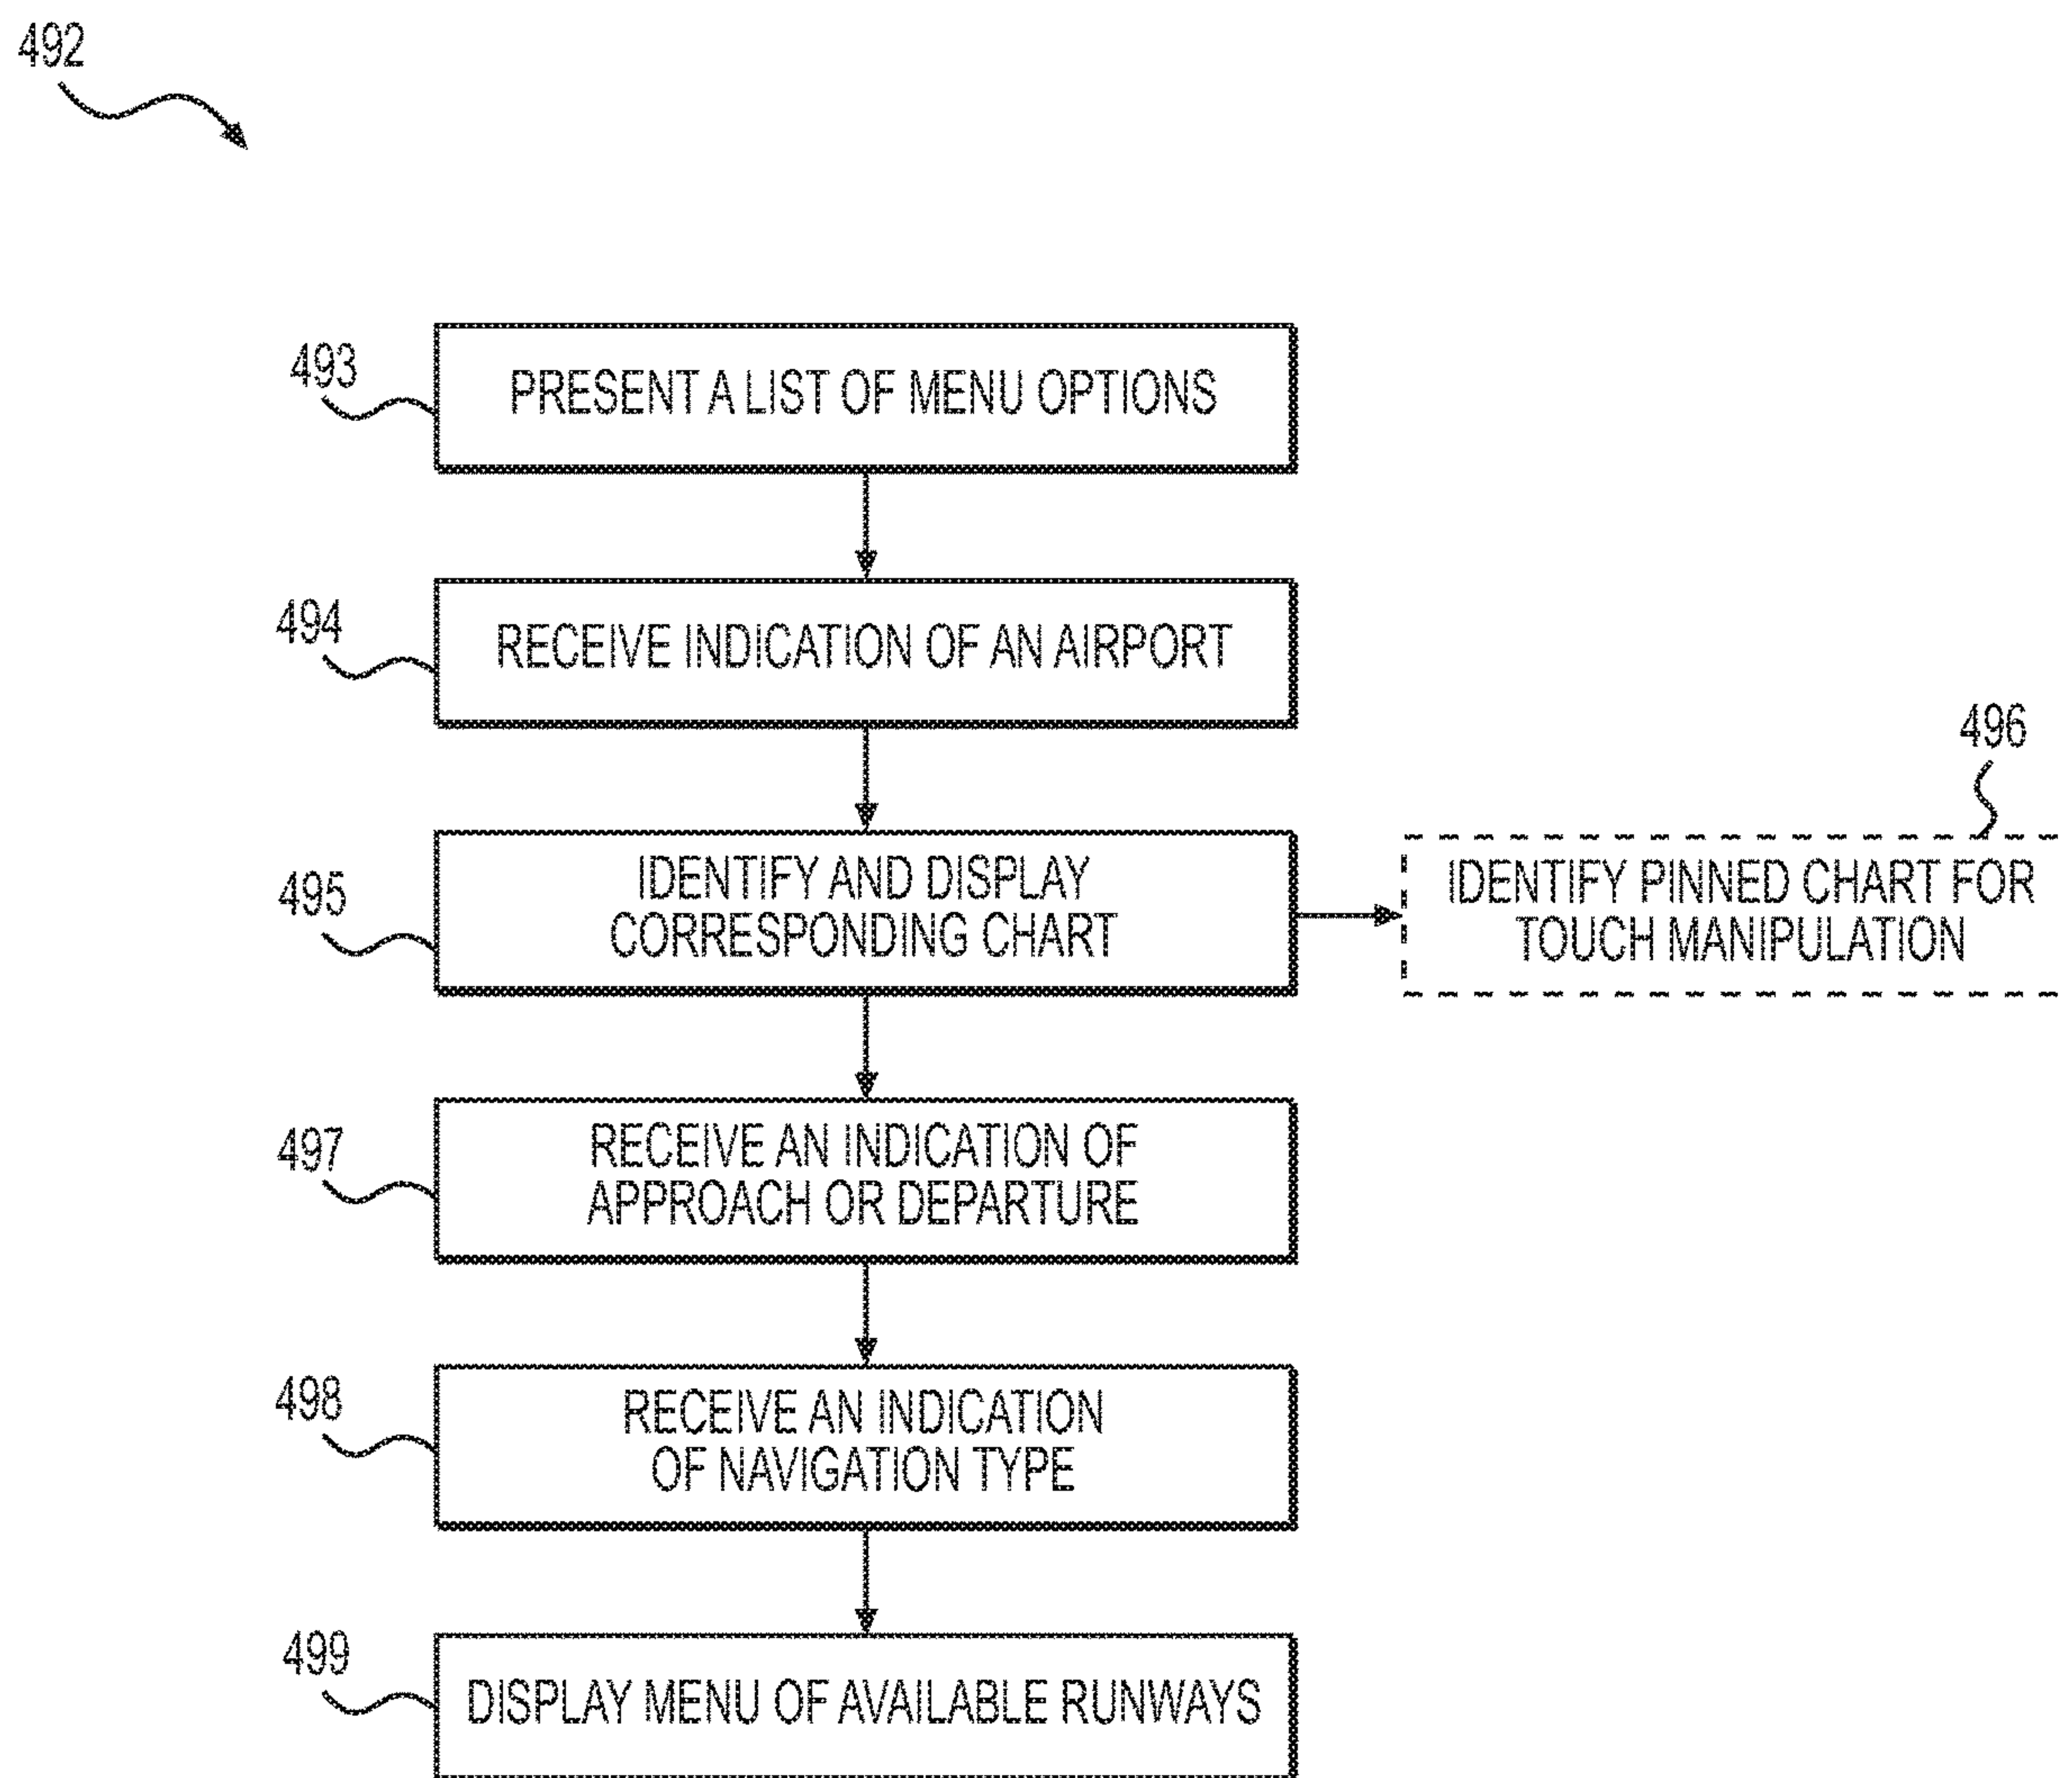 492
493
PRESENT A LIST OF MENU OPTIONS
494
RECEIVE INDICATION OF AN AIRPORT
495
IDENTIFY AND DISPLAY
CORRESPONDING CHART
496
IDENTIFY PINNED CHART FOR
TOUCH MANIPULATION
497
RECEIVE AN INDICATION OF
APPROACH OR DEPARTURE
498
RECEIVE AN INDICATION
OF NAVIGATION TYPE
499
DISPLAY MENU OF AVAILABLE RUNWAYS